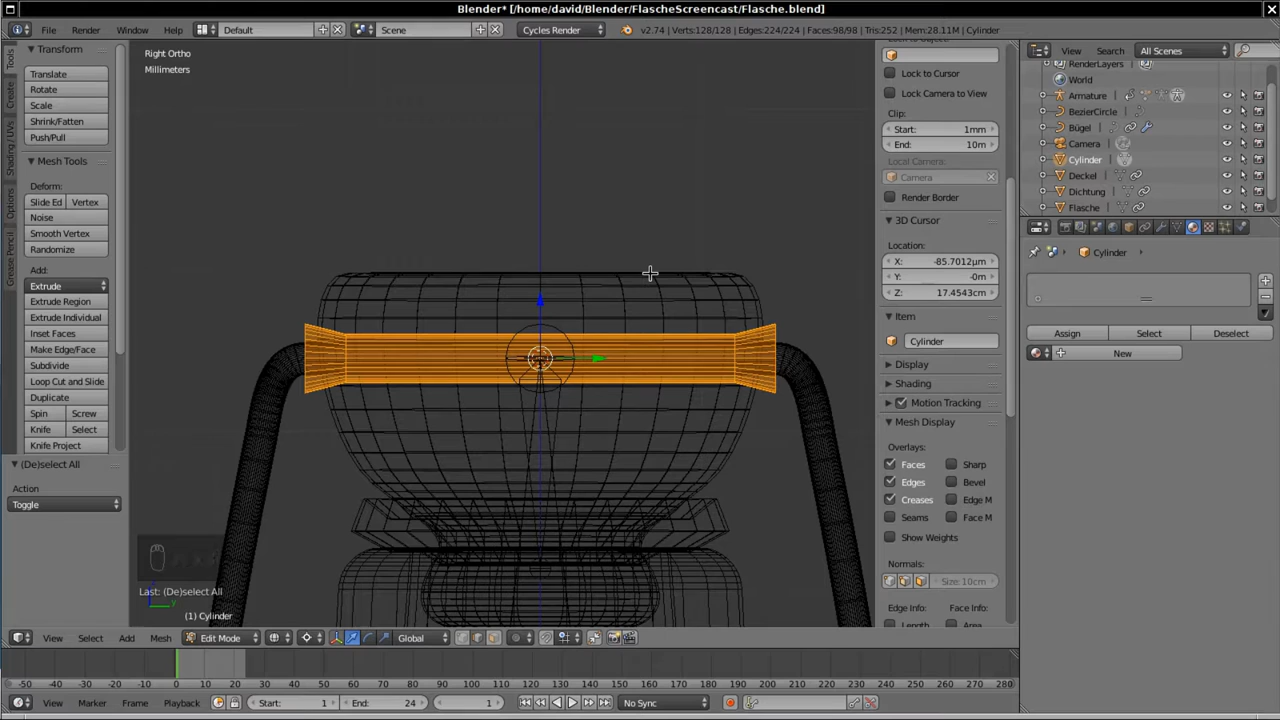 Blender* [/home/david/Blender/FlascheScreencast/Flasche.blend]
File Render Window Help Default Scene Cycles Render v2.74 | Verts:128/128 | Edges:224/224 | Faces:98/98 | Tris:252 | Mem:28.11M | Cylinder
Tools
Create
Shading / UVs
Options
Grease Pencil
Transform
Translate
Rotate
Scale
Shrink/Fatten
Push/Pull
Mesh Tools
Deform:
Slide Ed Vertex
Noise
Smooth Vertex
Randomize
Add:
Extrude
Extrude Region
Extrude Individual
Inset Faces
Make Edge/Face
Subdivide
Loop Cut and Slide
Duplicate
Spin Screw
Knife Select
Knife Project
(De)select All
Action
Toggle
Right Ortho
Millimeters
Last: (De)select All
y
(1) Cylinder
Lock to Cursor
Lock Camera to View
Clip:
Start: 1mm
End: 10m
Local Camera:
Camera
Render Border
3D Cursor
Location:
X: -85.7012µm
Y: -0m
Z: 17.4543cm
Item
Cylinder
Display
Shading
Motion Tracking
Mesh Display
Overlays:
Faces Sharp
Edges Bevel
Creases Edge M
Seams Face M
Show Weights
Normals:
Size: 10cm
Edge Info: Face Info:
Length Area
View Search All Scenes
RenderLayers
World
Armature
BezierCircle
Bügel
Camera
Cylinder
Deckel
Dichtung
Flasche
Cylinder
Assign Select Deselect
New
View Select Add Mesh Edit Mode Global
-50 -40 -30 -20 -10 0 10 20 30 40 50 60 70 80 90 100 110 120 130 140 150 160 170 180 190 200 210 220 230 240 250 260 270 280
View Marker Frame Playback Start: 1 End: 24 1 No Sync